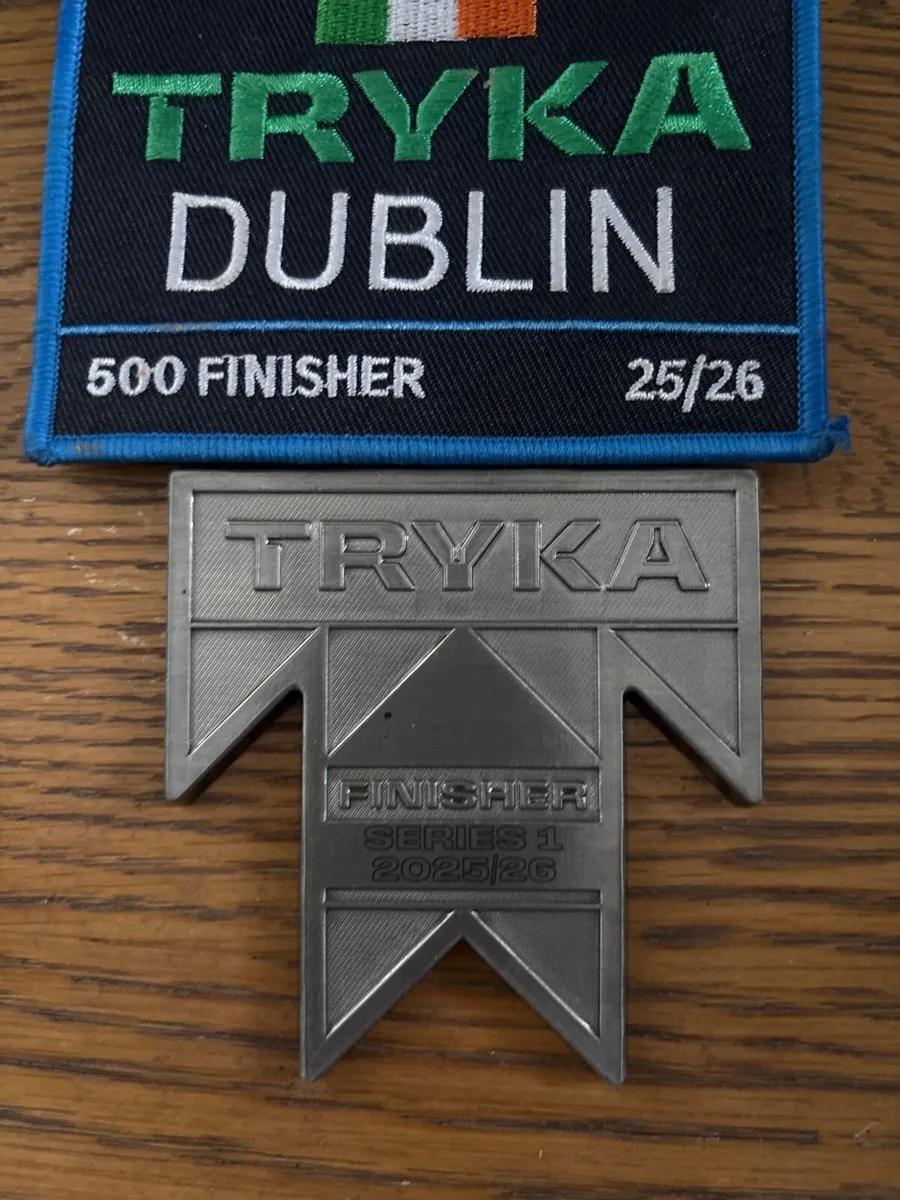 TRYKA
DUBLIN
500 FINISHER 25/26
TRYKA
FINISHER
SERIES 1
2025/26